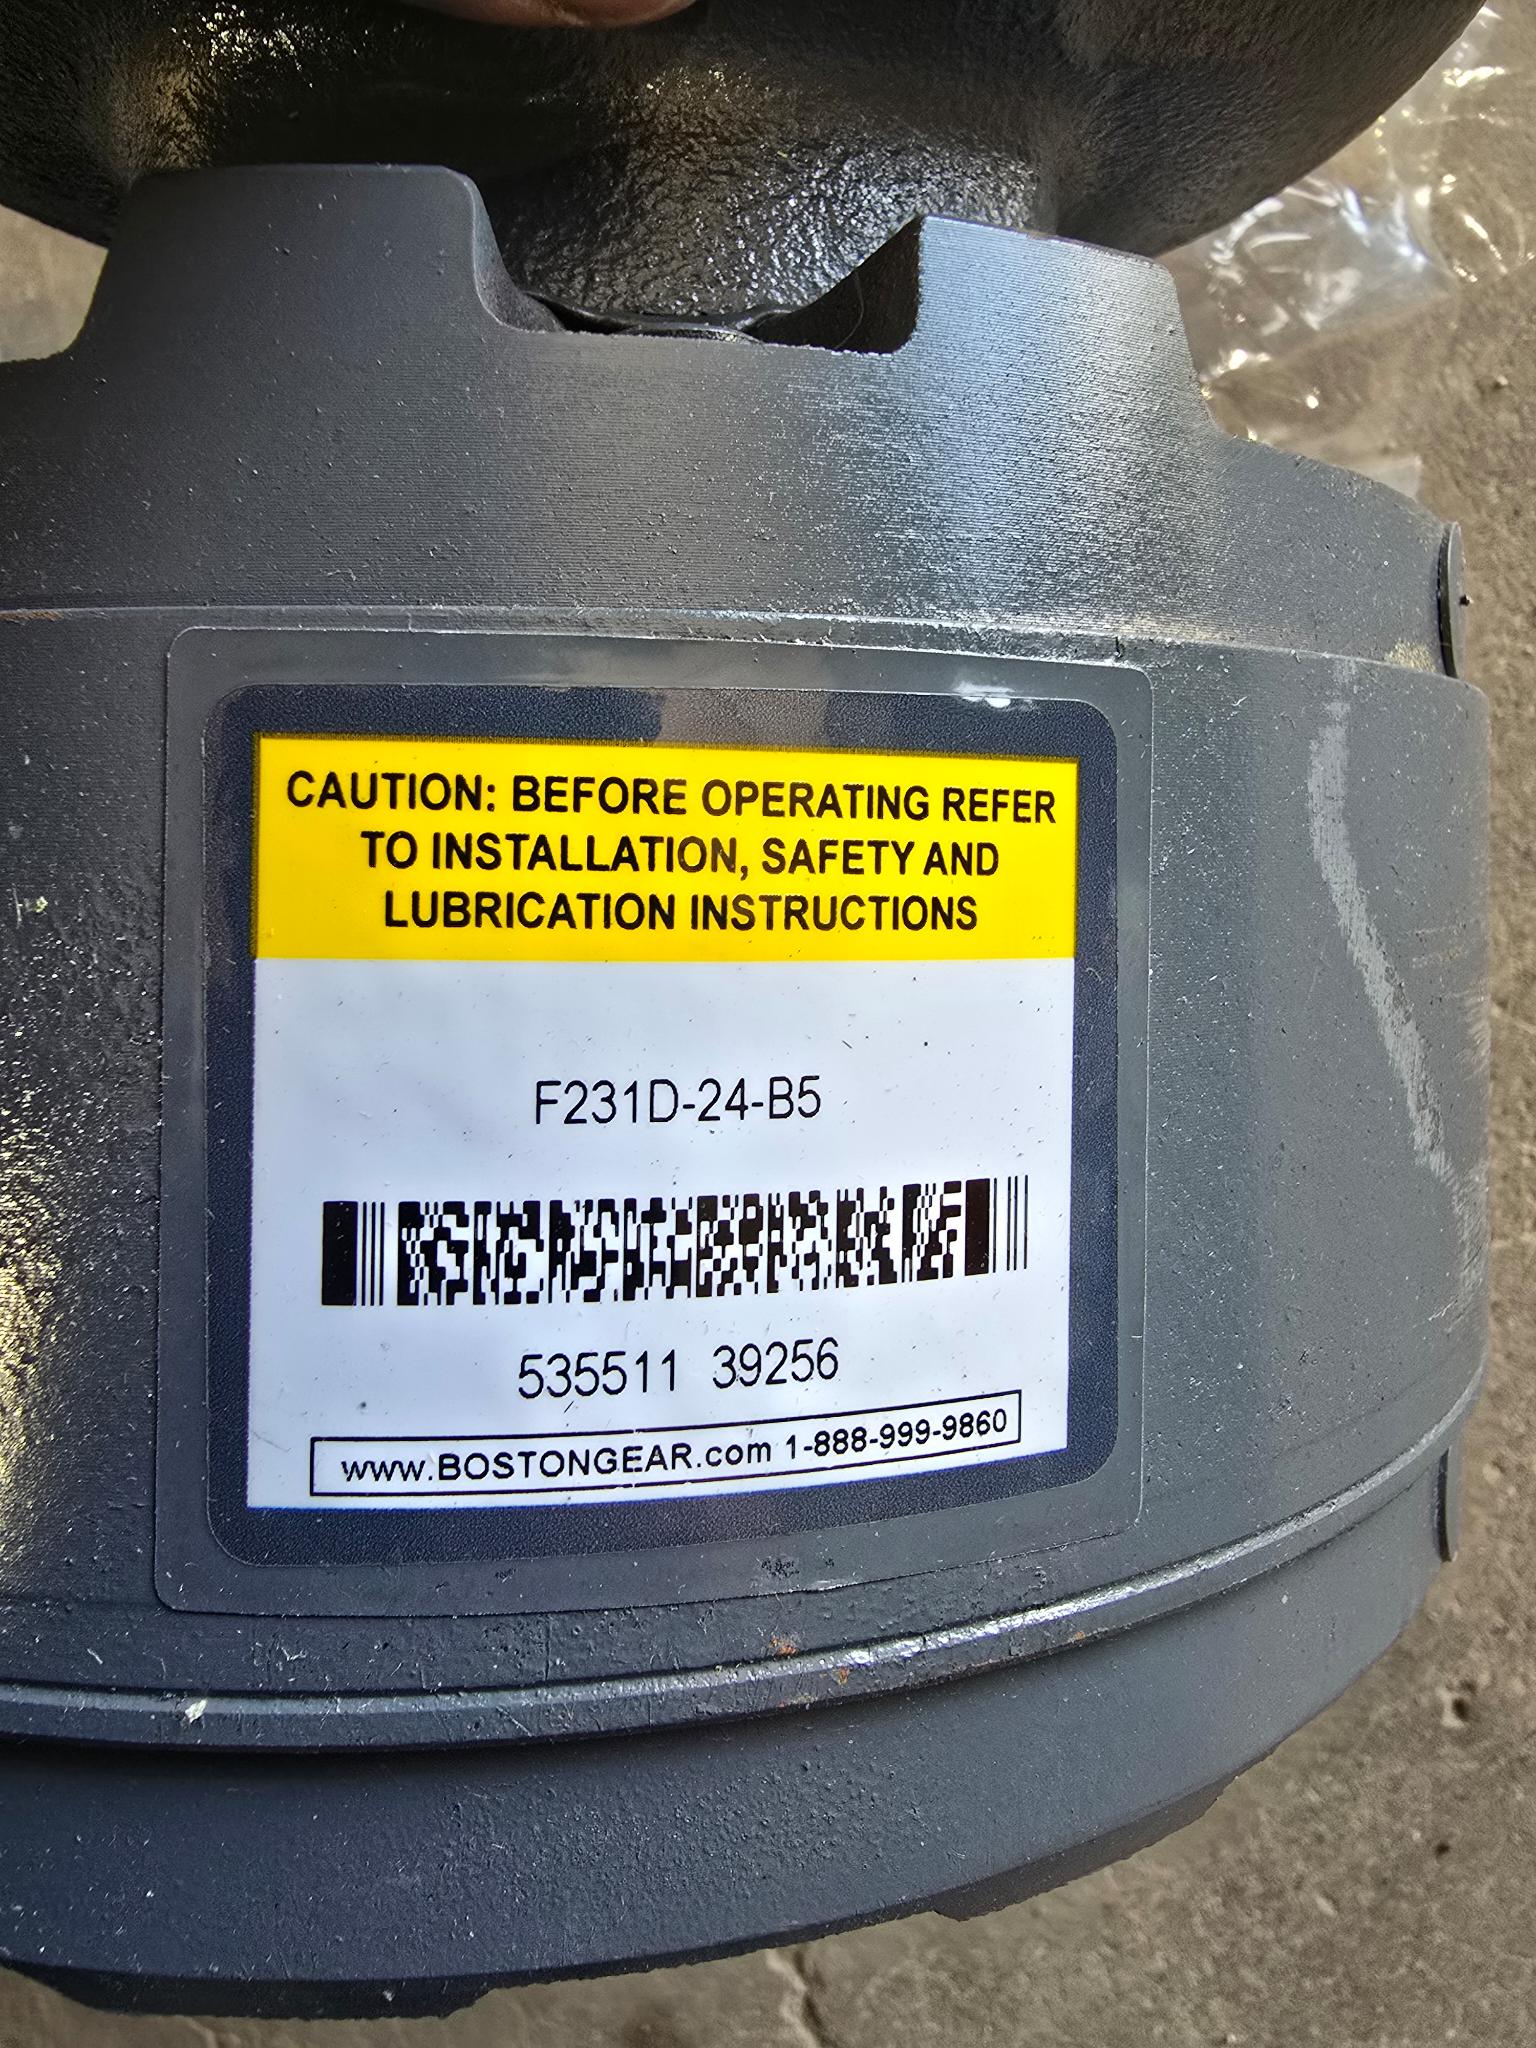 CAUTION: BEFORE OPERATING REFER
TO INSTALLATION, SAFETY AND
LUBRICATION INSTRUCTIONS
F231D-24-B5
535511 39256
www.BOSTONGEAR.com 1-888-999-9860